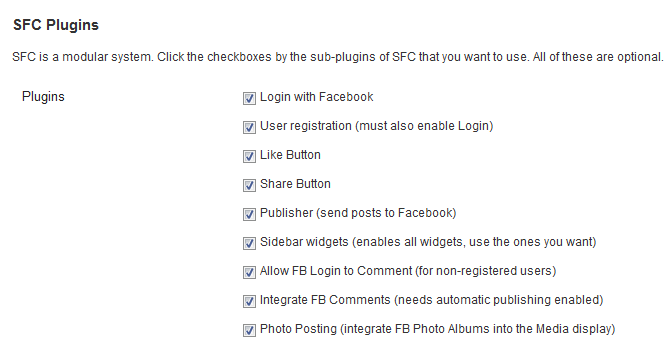 SFC Plugins
SFC is a modular system. Click the checkboxes by the sub-plugins of SFC that you want to use. All of these are optional.
Plugins
Login with Facebook
User registration (must also enable Login)
Like Button
Share Button
Publisher (send posts to Facebook)
Sidebar widgets (enables all widgets, use the ones you want)
Allow FB Login to Comment (for non-registered users)
Integrate FB Comments (needs automatic publishing enabled)
Photo Posting (integrate FB Photo Albums into the Media display)